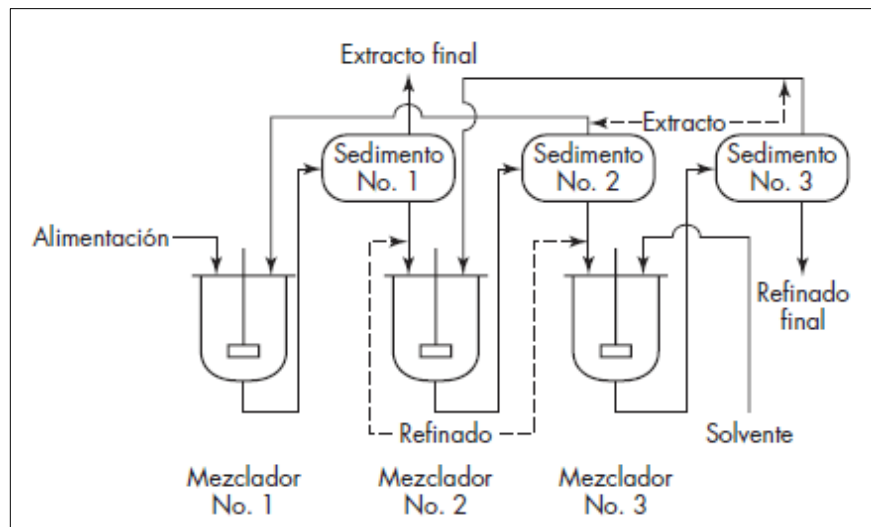 Extracto final
Extracto
Sedimento
No. 1
Sedimento
No. 2
Sedimento
No. 3
Alimentación
Refinado
final
Refinado
Solvente
Mezclador
No. 1
Mezclador
No. 2
Mezclador
No. 3